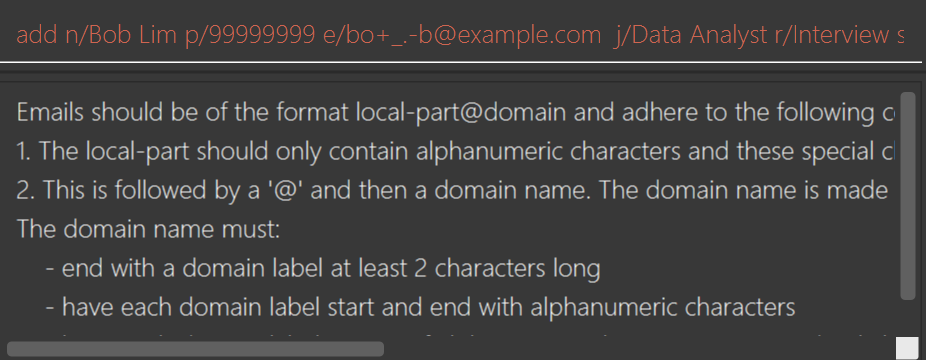 add n/Bob Lim p/99999999 e/bo+_.-b@example.com j/Data Analyst r/Interview s
Emails should be of the format local-part@domain and adhere to the following c
1. The local-part should only contain alphanumeric characters and these special c
2. This is followed by a '@' and then a domain name. The domain name is made
The domain name must:
- end with a domain label at least 2 characters long
- have each domain label start and end with alphanumeric characters